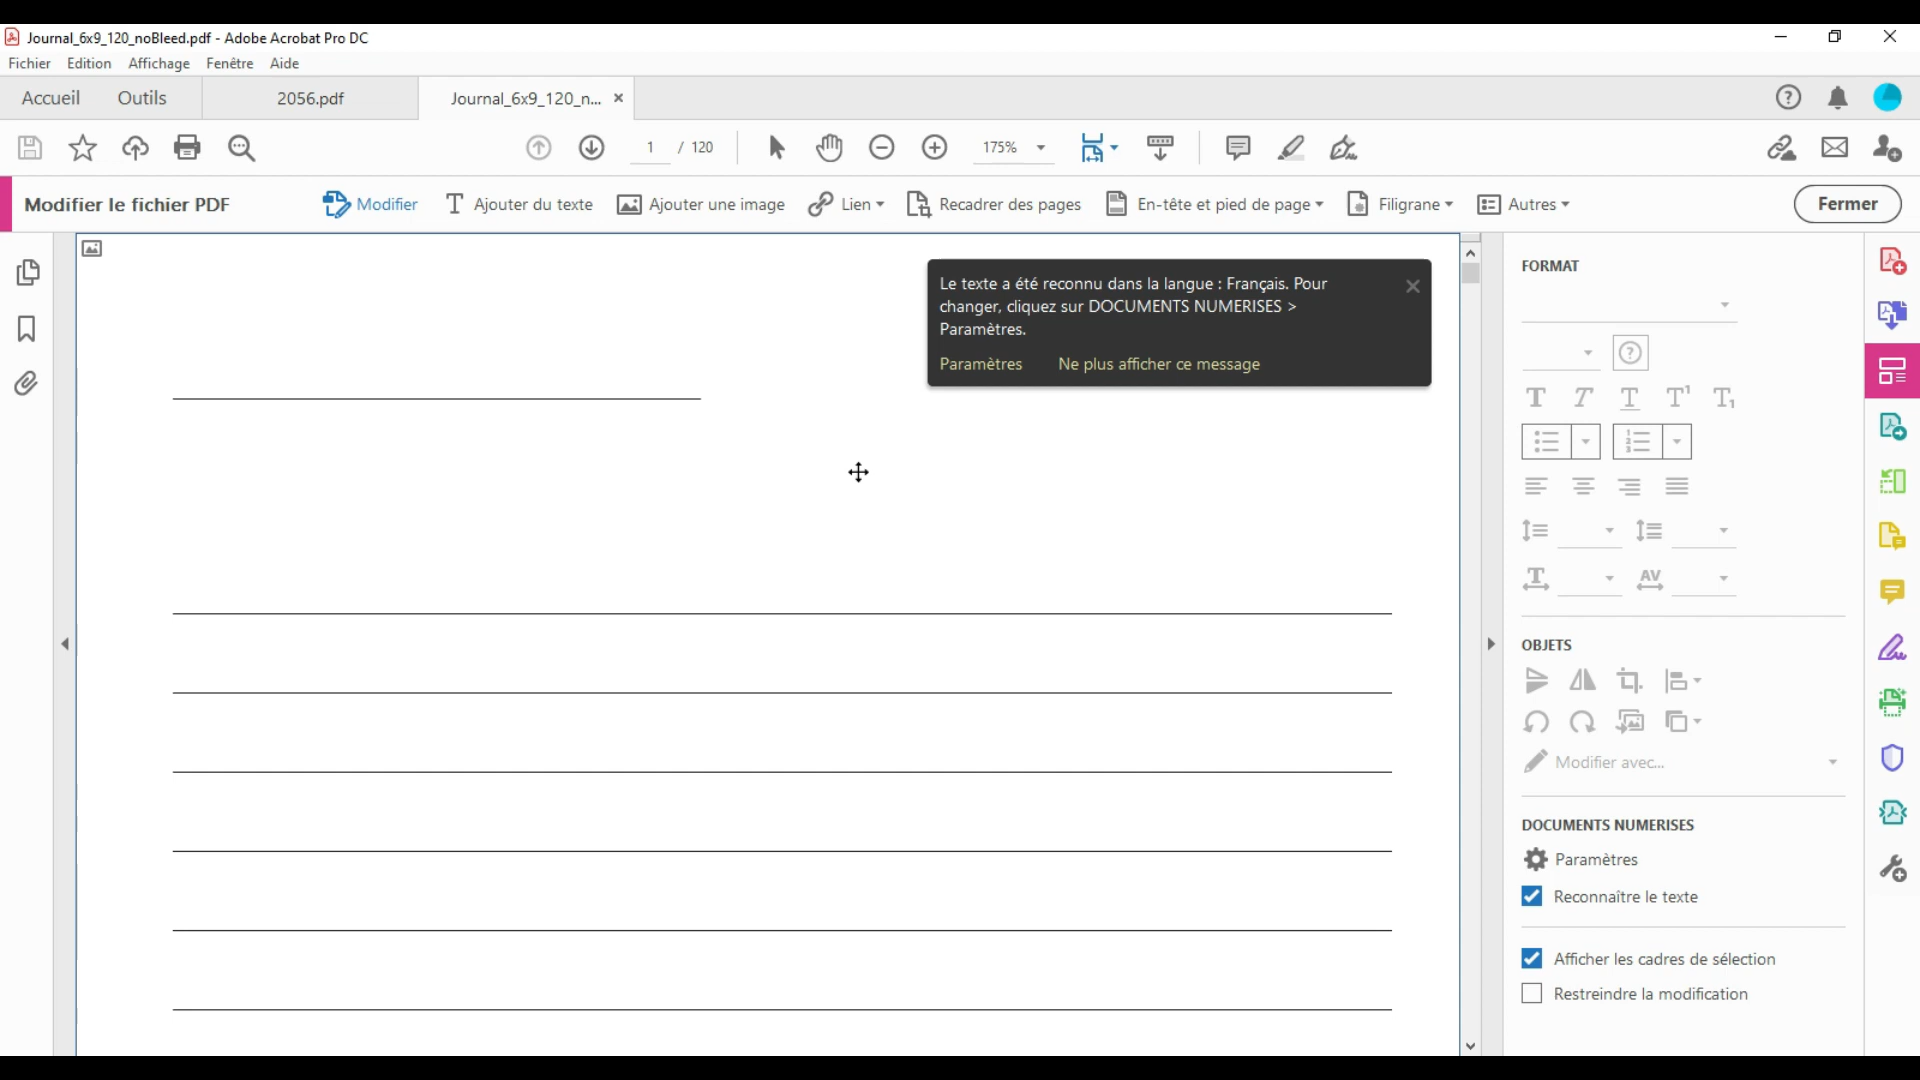 Journal_6x9_120_noBleed.pdf - Adobe Acrobat Pro DC
Fichier Edition Affichage Fenêtre Aide
Accueil Outils 2056.pdf Journal_6x9_120_n...
1 / 120 175%
Modifier le fichier PDF Modifier Ajouter du texte Ajouter une image Lien Recadrer des pages En-tête et pied de page Filigrane Autres Fermer
Le texte a été reconnu dans la langue : Français. Pour
changer, cliquez sur DOCUMENTS NUMERISES >
Paramètres.
Paramètres Ne plus afficher ce message
FORMAT
OBJETS
Modifier avec...
DOCUMENTS NUMERISES
Paramètres
Reconnaître le texte
Afficher les cadres de sélection
Restreindre la modification